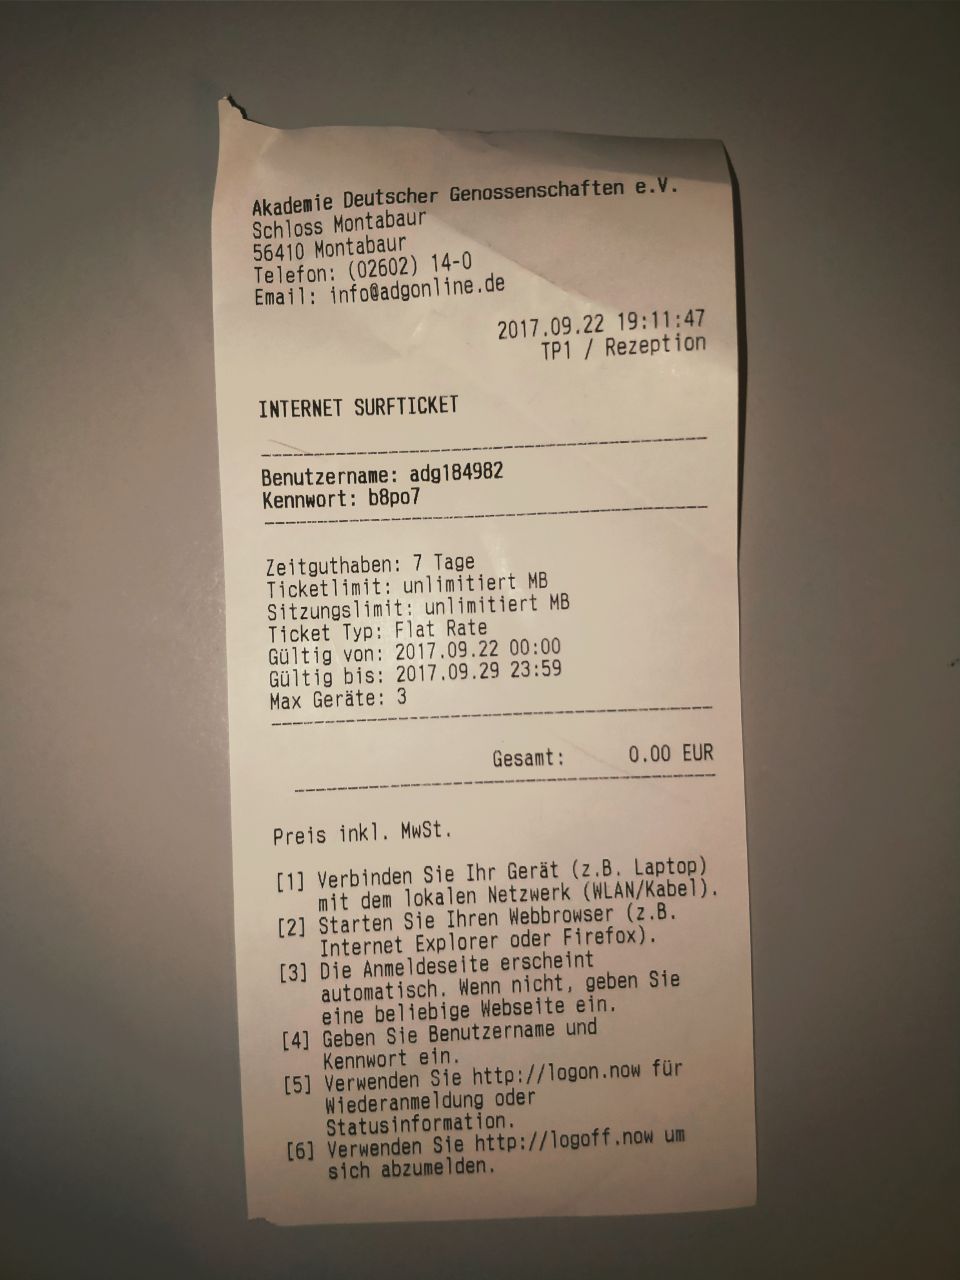 Akademie Deutscher Genossenschaften e.V.
Schloss Montabaur
56410 Montabaur
Telefon: (02602) 14-0
Email: info@adgonline.de
2017.09.22 19:11:47
TP1 / Rezeption
INTERNET SURFTICKET
Benutzername: adg184982
Kennwort: b8po7
Zeitguthaben: 7 Tage
Ticketlimit: unlimitiert MB
Sitzungslimit: unlimitiert MB
Ticket Typ: Flat Rate
Gültig von: 2017.09.22 00:00
Gültig bis: 2017.09.29 23:59
Max Geräte: 3
Gesamt: 0.00 EUR
Preis inkl. MwSt.
[1] Verbinden Sie Ihr Gerät (z.B. Laptop)
mit dem lokalen Netzwerk (WLAN/Kabel).
[2] Starten Sie Ihren Webbrowser (z.B.
Internet Explorer oder Firefox).
[3] Die Anmeldeseite erscheint
automatisch. Wenn nicht, geben Sie
eine beliebige Webseite ein.
[4] Geben Sie Benutzername und
Kennwort ein.
[5] Verwenden Sie http://logon.now für
Wiederanmeldung oder
Statusinformation.
[6] Verwenden Sie http://logoff.now um
sich abzumelden.